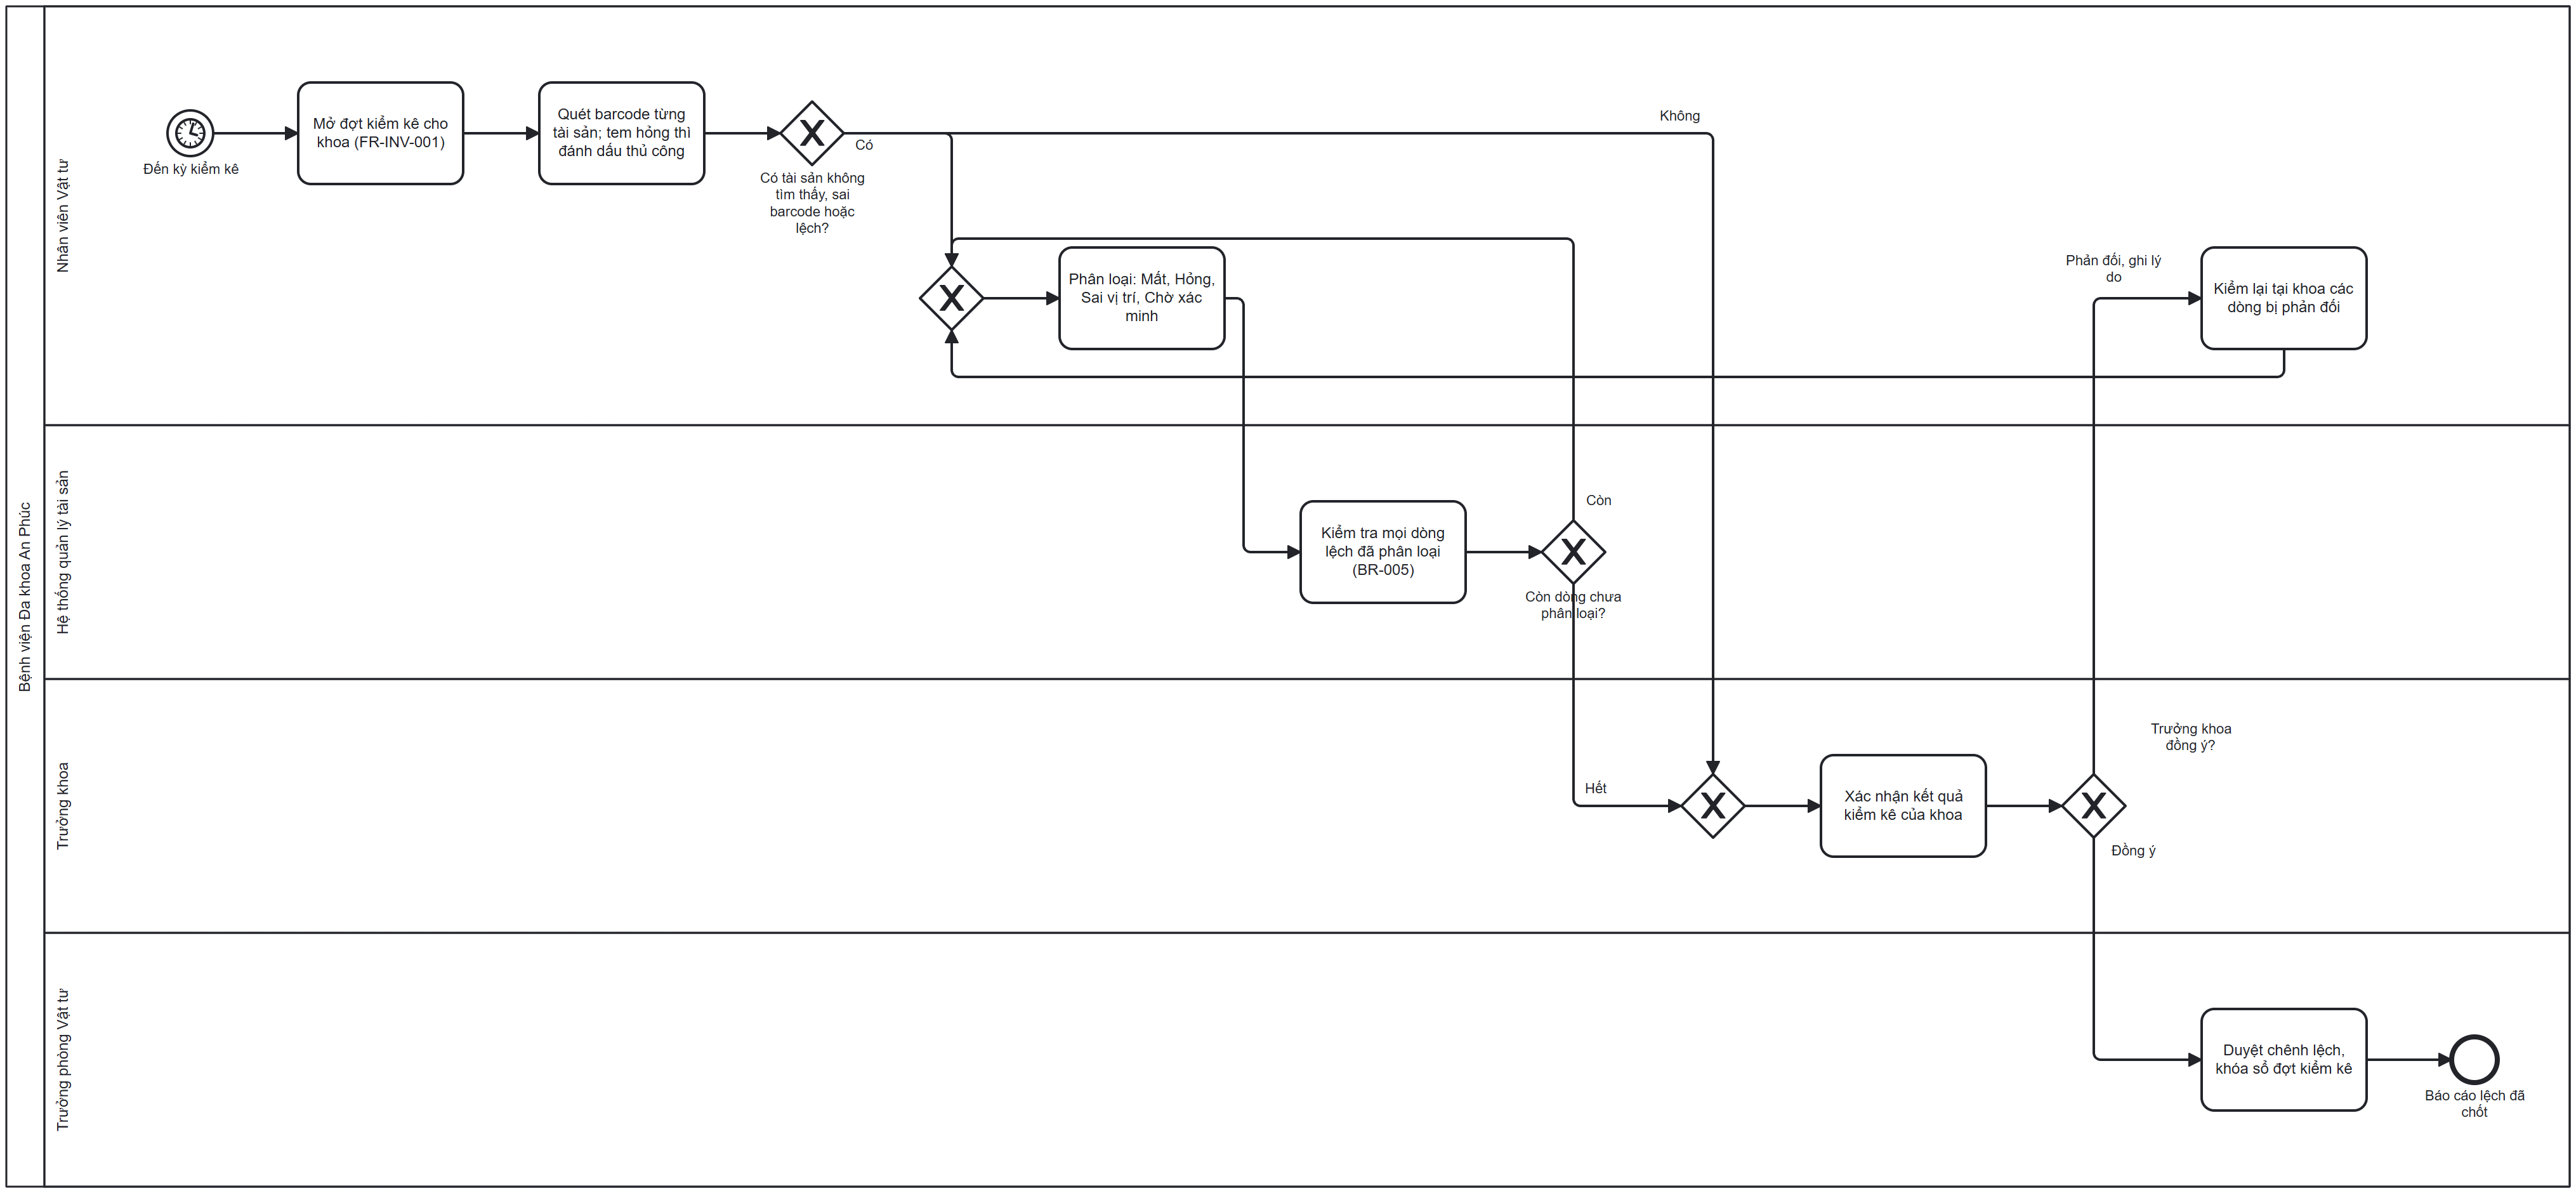 Bệnh viện Đa khoa An Phúc
Nhân viên Vật tư
Đến kỳ kiểm kê
Mở đợt kiểm kê cho
khoa (FR-INV-001)
Quét barcode từng
tài sản; tem hỏng thì
đánh dấu thủ công
Có
Có tài sản không
tìm thấy, sai
barcode hoặc
lệch?
Không
Phân loại: Mất, Hỏng,
Sai vị trí, Chờ xác
minh
Phản đối, ghi lý
do
Kiểm lại tại khoa các
dòng bị phản đối
Hệ thống quản lý tài sản
Kiểm tra mọi dòng
lệch đã phân loại
(BR-005)
Còn
Còn dòng chưa
phân loại?
Trưởng khoa
Hết
Xác nhận kết quả
kiểm kê của khoa
Trưởng khoa
đồng ý?
Đồng ý
Trưởng phòng Vật tư
Duyệt chênh lệch,
khóa sổ đợt kiểm kê
Báo cáo lệch đã
chốt